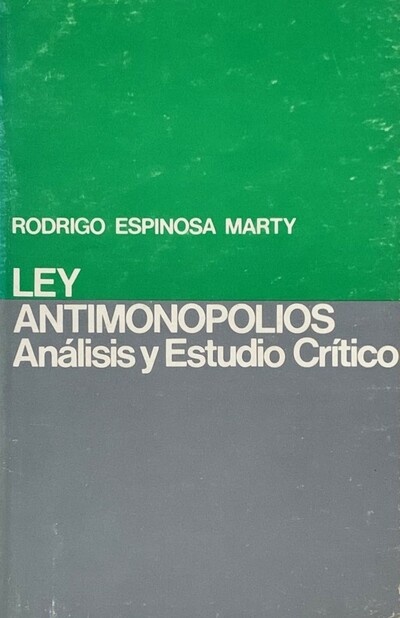 RODRIGO ESPINOSA MARTY
LEY
ANTIMONOPOLIOS
Análisis y Estudio Crítico